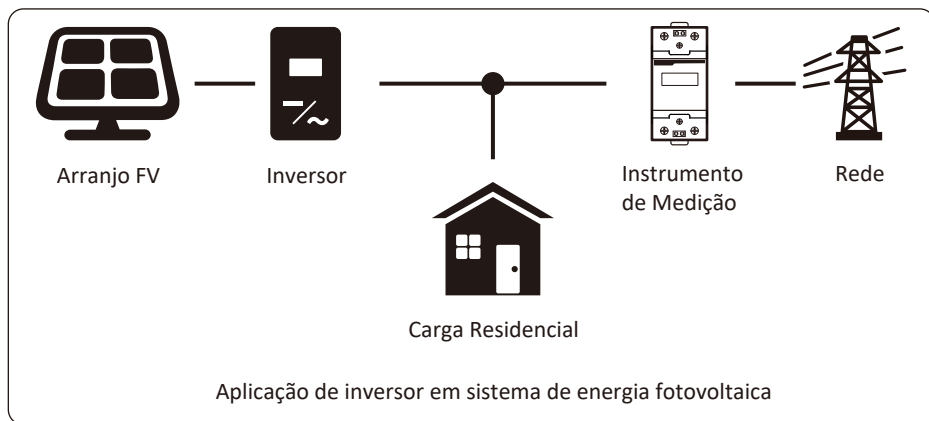 Arranjo FV
Inversor
Instrumento
de Medição
Rede
Carga Residencial
Aplicação de inversor em sistema de energia fotovoltaica